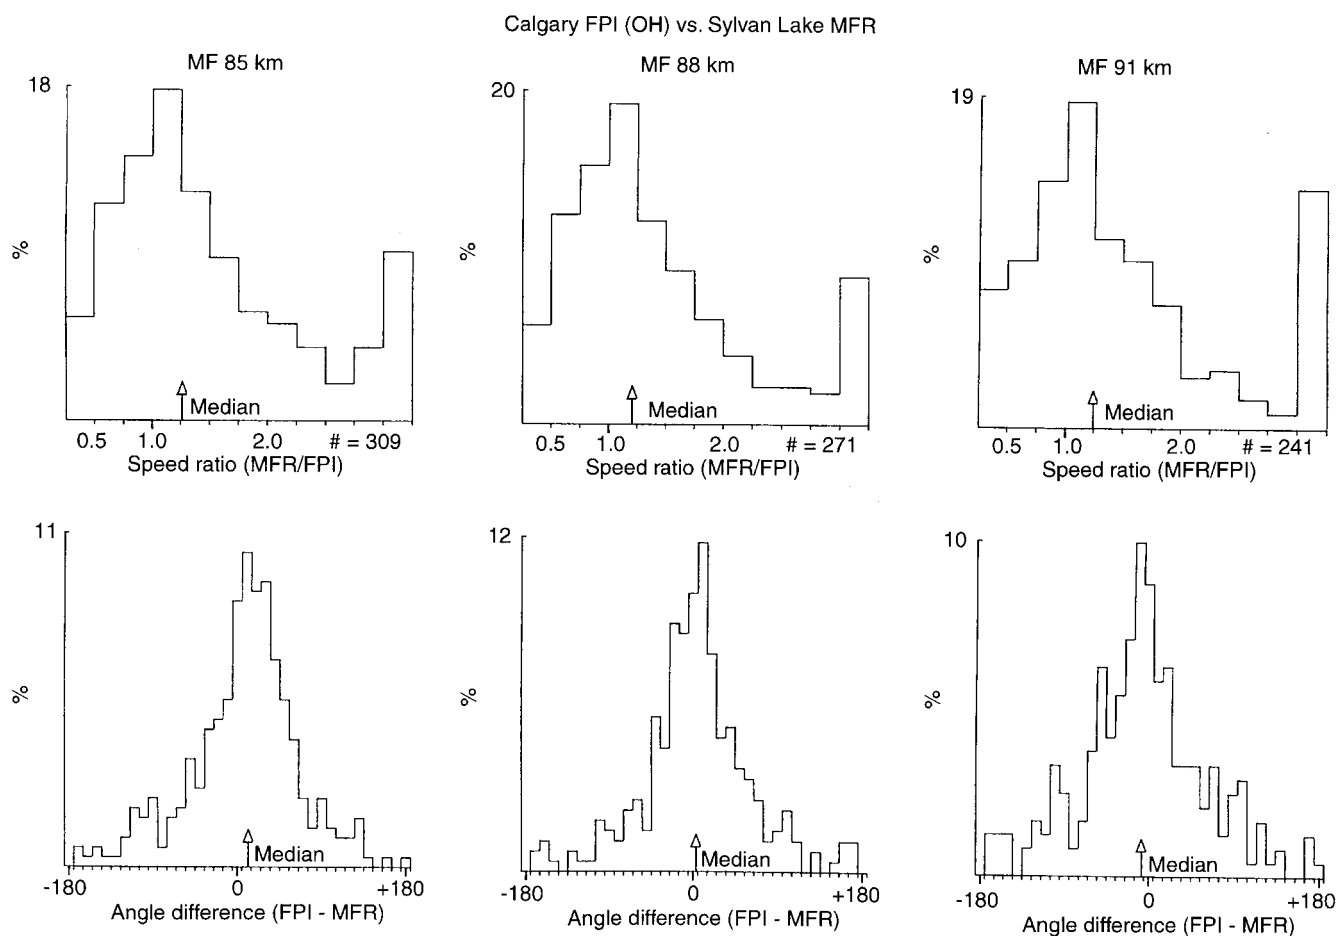 Calgary FPI (OH) vs. Sylvan Lake MFR
MF 85 km
18
%
Median
0.5 1.0 2.0 # = 309
Speed ratio (MFR/FPI)
MF 88 km
20
%
Median
0.5 1.0 2.0 # = 271
Speed ratio (MFR/FPI)
MF 91 km
19
%
Median
0.5 1.0 2.0 # = 241
Speed ratio (MFR/FPI)
11
%
Median
-180 0 +180
Angle difference (FPI - MFR)
12
%
Median
-180 0 +180
Angle difference (FPI - MFR)
10
%
Median
-180 0 +180
Angle difference (FPI - MFR)